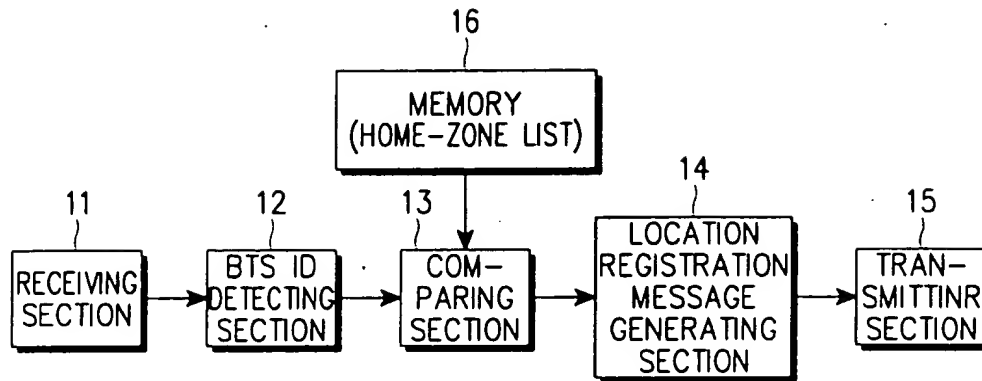 16
MEMORY
(HOME-ZONE LIST)
11
RECEIVING
SECTION
12
BTS ID
DETECTING
SECTION
13
COM-
PARING
SECTION
14
LOCATION
REGISTRATION
MESSAGE
GENERATING
SECTION
15
TRAN-
SMITTINR
SECTION